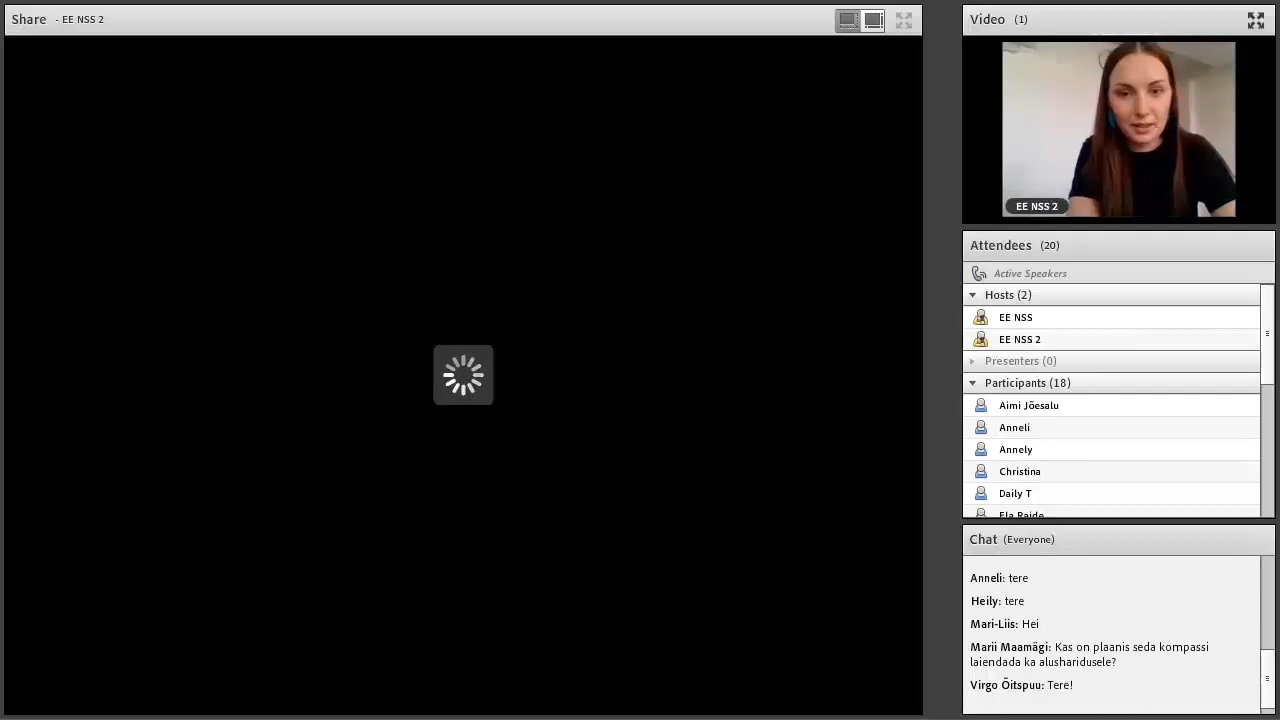 Share - EE NSS 2
Video (1)
EE NSS 2
Attendees (20)
Active Speakers
Hosts (2)
EE NSS
EE NSS 2
Presenters (0)
Participants (18)
Aimi Jõesalu
Anneli
Annely
Christina
Daily T
Ela Raide
Chat (Everyone)
Anneli: tere
Heily: tere
Mari-Liis: Hei
Marii Maamägi: Kas on plaanis seda kompassi
laiendada ka alusharidusele?
Virgo Õitspuu: Tere!